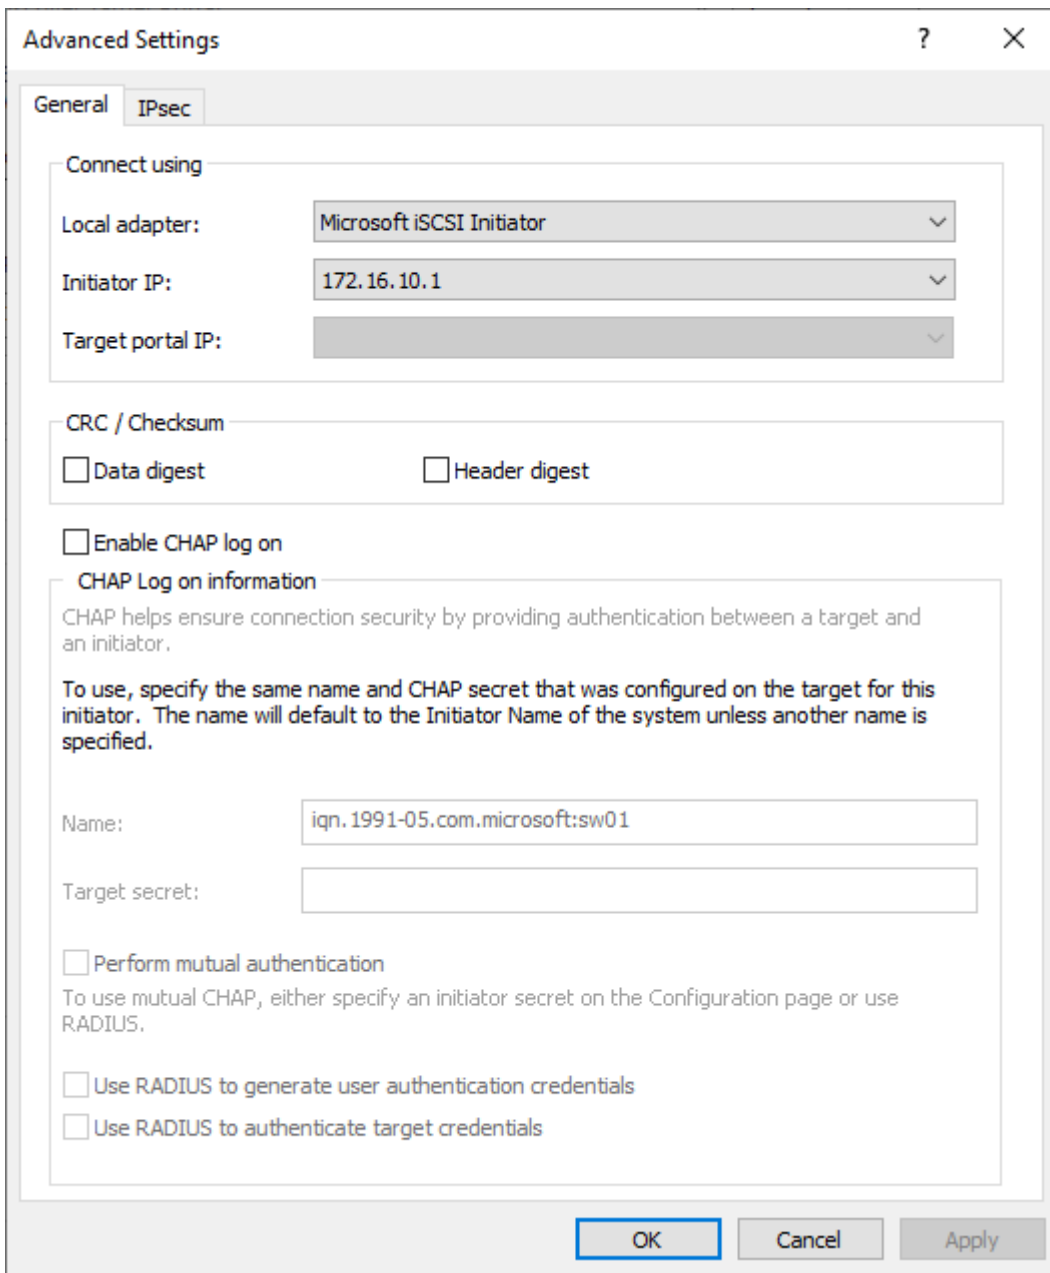 Advanced Settings ?
General IPsec
Connect using
Local adapter: Microsoft iSCSI Initiator
Initiator IP: 172.16.10.1
Target portal IP:
CRC / Checksum
Data digest Header digest
Enable CHAP log on
CHAP Log on information
CHAP helps ensure connection security by providing authentication between a target and
an initiator.
To use, specify the same name and CHAP secret that was configured on the target for this
initiator.  The name will default to the Initiator Name of the system unless another name is
specified.
Name: iqn.1991-05.com.microsoft:sw01
Target secret:
Perform mutual authentication
To use mutual CHAP, either specify an initiator secret on the Configuration page or use
RADIUS.
Use RADIUS to generate user authentication credentials
Use RADIUS to authenticate target credentials
OK Cancel Apply